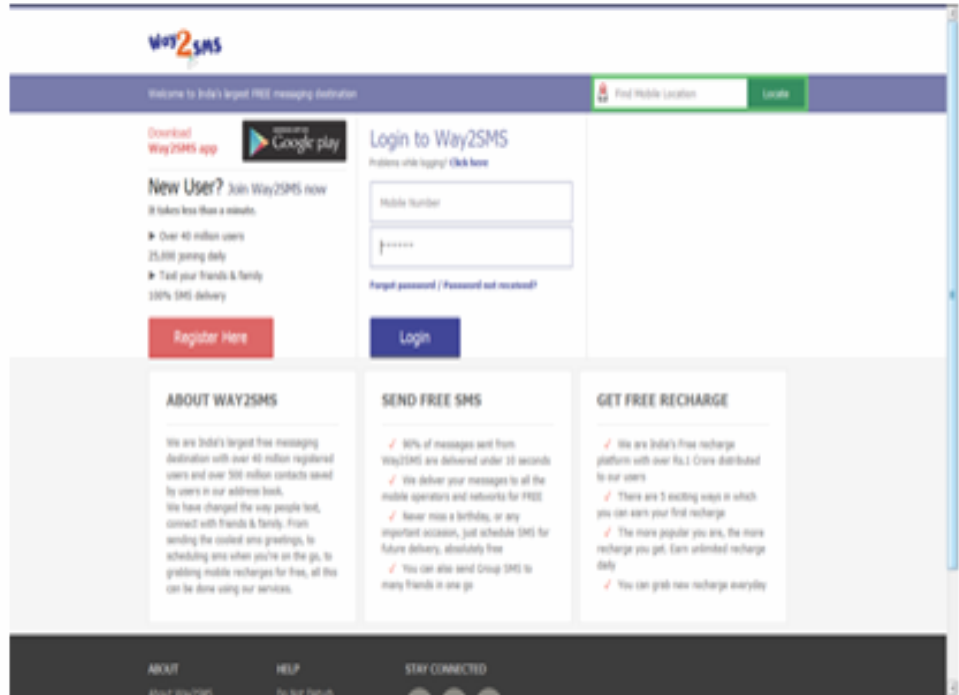 Way2SMS
Welcome to India's largest FREE messaging destination
Find Mobile Location
Locate
Download
Way2SMS app
Google play
New User? Join Way2SMS now
It takes less than a minute.
▶ Over 40 million users
25,000 joining daily
▶ Text your friends & family
100% SMS delivery
Register Here
Login to Way2SMS
Problems while logging? Click here
Mobile Number
Forgot password / Password not received?
Login
ABOUT WAY2SMS
We are India's largest free messaging
destination with over 40 million registered
users and over 500 million contacts saved
by users in our address book.
We have changed the way people text,
connect with friends & family. From
sending the coolest sms greetings, to
scheduling sms when you're on the go, to
grabbing mobile recharges for free, all this
can be done using our services.
SEND FREE SMS
✓ 90% of messages sent from
Way2SMS are delivered under 10 seconds
✓ We deliver your messages to all the
mobile operators and networks for FREE
✓ Never miss a birthday, or any
important occasion, just schedule SMS for
future delivery, absolutely free
✓ You can also send Group SMS to
many friends in one go
GET FREE RECHARGE
✓ We are India's Free recharge
platform with over Rs.1 Crore distributed
to our users
✓ There are 5 exciting ways in which
you can earn your first recharge
✓ The more popular you are, the more
recharge you get. Earn unlimited recharge
daily
✓ You can grab new recharge everyday
ABOUT
About Way2SMS
HELP
Do Not Disturb
STAY CONNECTED